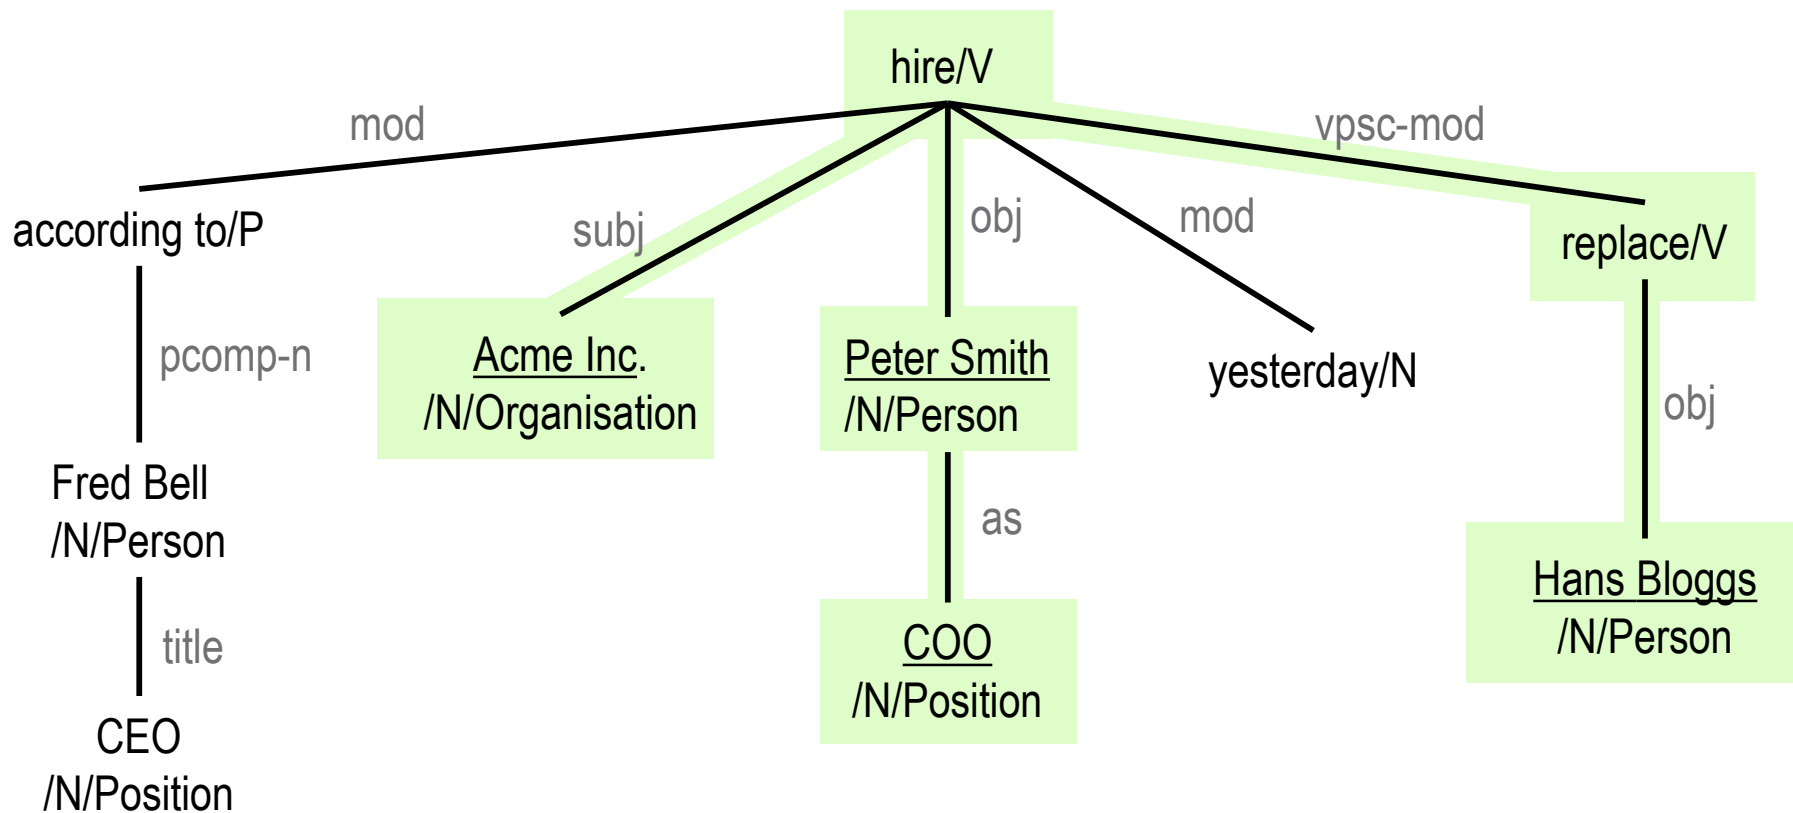 hire/V
mod
vpsc-mod
according to/P
subj
obj
mod
replace/V
pcomp-n
Acme Inc.
/N/Organisation
Peter Smith
/N/Person
yesterday/N
obj
Fred Bell
/N/Person
as
Hans Bloggs
/N/Person
title
COO
/N/Position
CEO
/N/Position